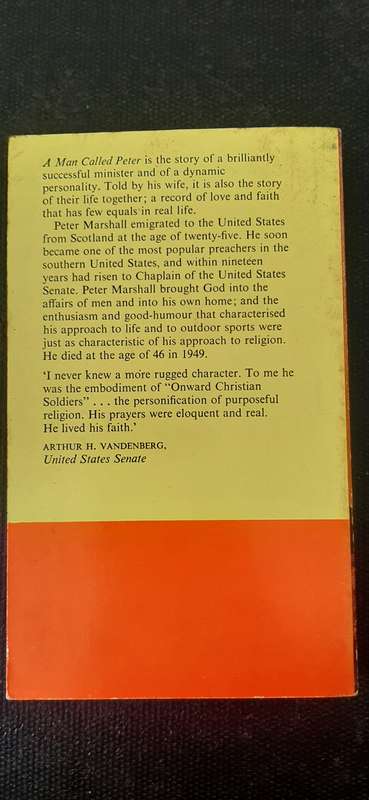 A Man Called Peter is the story of a brilliantly
successful minister and of a dynamic
personality. Told by his wife, it is also the story
of their life together; a record of love and faith
that has few equals in real life.
Peter Marshall emigrated to the United States
from Scotland at the age of twenty-five. He soon
became one of the most popular preachers in the
southern United States, and within nineteen
years had risen to Chaplain of the United States
Senate. Peter Marshall brought God into the
affairs of men and into his own home; and the
enthusiasm and good-humour that characterised
his approach to life and to outdoor sports were
just as characteristic of his approach to religion.
He died at the age of 46 in 1949.
'I never knew a more rugged character. To me he
was the embodiment of "Onward Christian
Soldiers" . . . the personification of purposeful
religion. His prayers were eloquent and real.
He lived his faith.'
ARTHUR H. VANDENBERG,
United States Senate